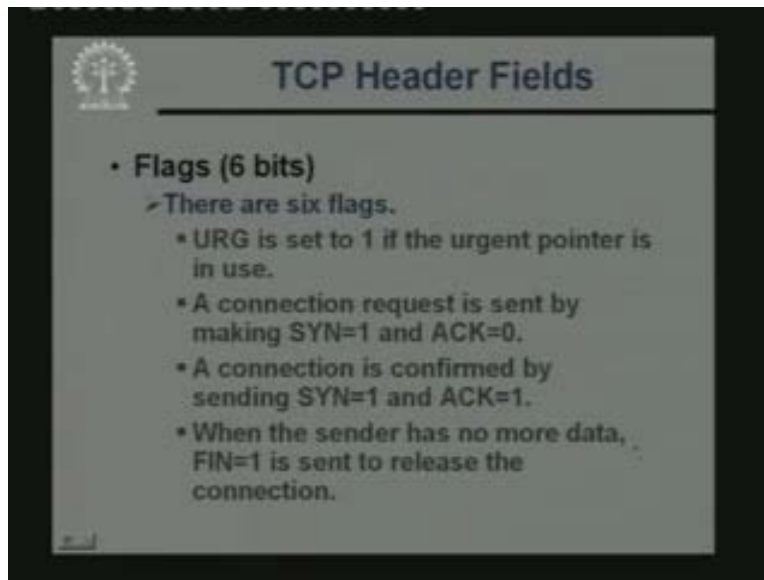 TCP Header Fields
• Flags (6 bits)
There are six flags.
▪ URG is set to 1 if the urgent pointer is
in use.
▪ A connection request is sent by
making SYN=1 and ACK=0.
▪ A connection is confirmed by
sending SYN=1 and ACK=1.
▪ When the sender has no more data,
FIN=1 is sent to release the
connection.